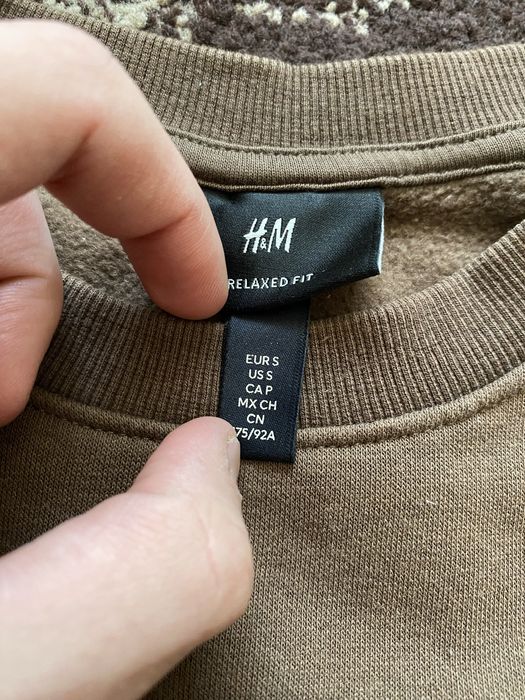 H&M
RELAXED FIT
EUR S
US S
CA P
MX CH
CN
75/92A